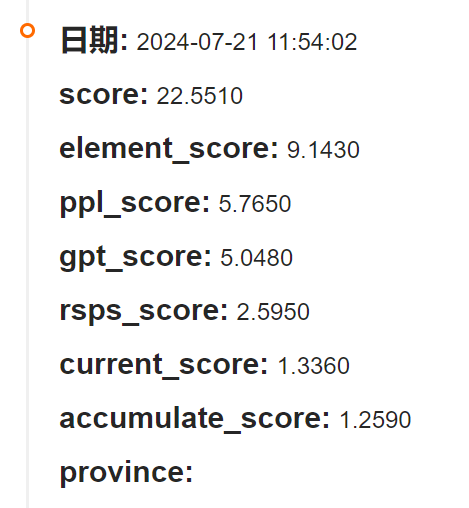 日期: 2024-07-21 11:54:02
score: 22.5510
element_score: 9.1430
ppl_score: 5.7650
gpt_score: 5.0480
rsps_score: 2.5950
current_score: 1.3360
accumulate_score: 1.2590
province: